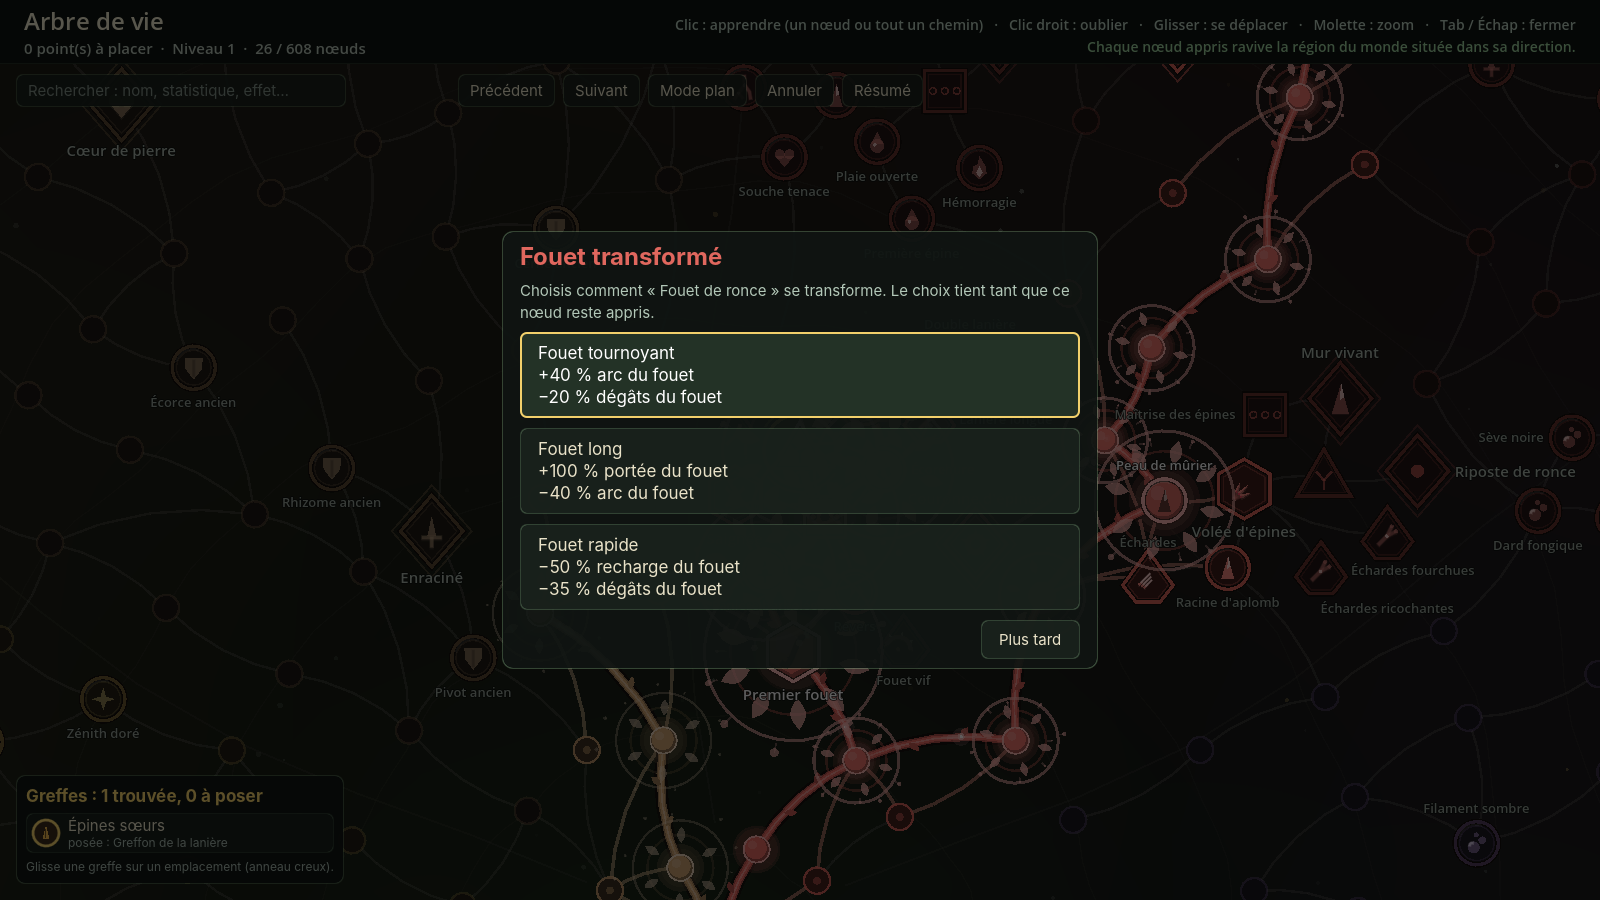 Arbre de vie
0 point(s) à placer · Niveau 1 · 26 / 608 nœuds
Clic : apprendre (un nœud ou tout un chemin) · Clic droit : oublier · Glisser : se déplacer · Molette : zoom · Tab / Échap : fermer
Chaque nœud appris ravive la région du monde située dans sa direction.
Rechercher : nom, statistique, effet...
Précédent
Suivant
Mode plan
Annuler
Résumé
Cœur de pierre
Souche tenace
Plaie ouverte
Hémorragie
Fouet transformé
Choisis comment « Fouet de ronce » se transforme. Le choix tient tant que ce
nœud reste appris.
Fouet tournoyant
+40 % arc du fouet
−20 % dégâts du fouet
Fouet long
+100 % portée du fouet
−40 % arc du fouet
Fouet rapide
−50 % recharge du fouet
−35 % dégâts du fouet
Plus tard
Mur vivant
Maîtrise des épines
Écorce ancien
Sève noire
Peau de mûrier
Riposte de ronce
Rhizome ancien
Volée d'épines
Échardes
Dard fongique
Échardes fourchues
Enraciné
Racine d'aplomb
Échardes ricochantes
Fouet vif
Premier fouet
Pivot ancien
Zénith doré
Filament sombre
Greffes : 1 trouvée, 0 à poser
Épines sœurs
posée : Greffon de la lanière
Glisse une greffe sur un emplacement (anneau creux).